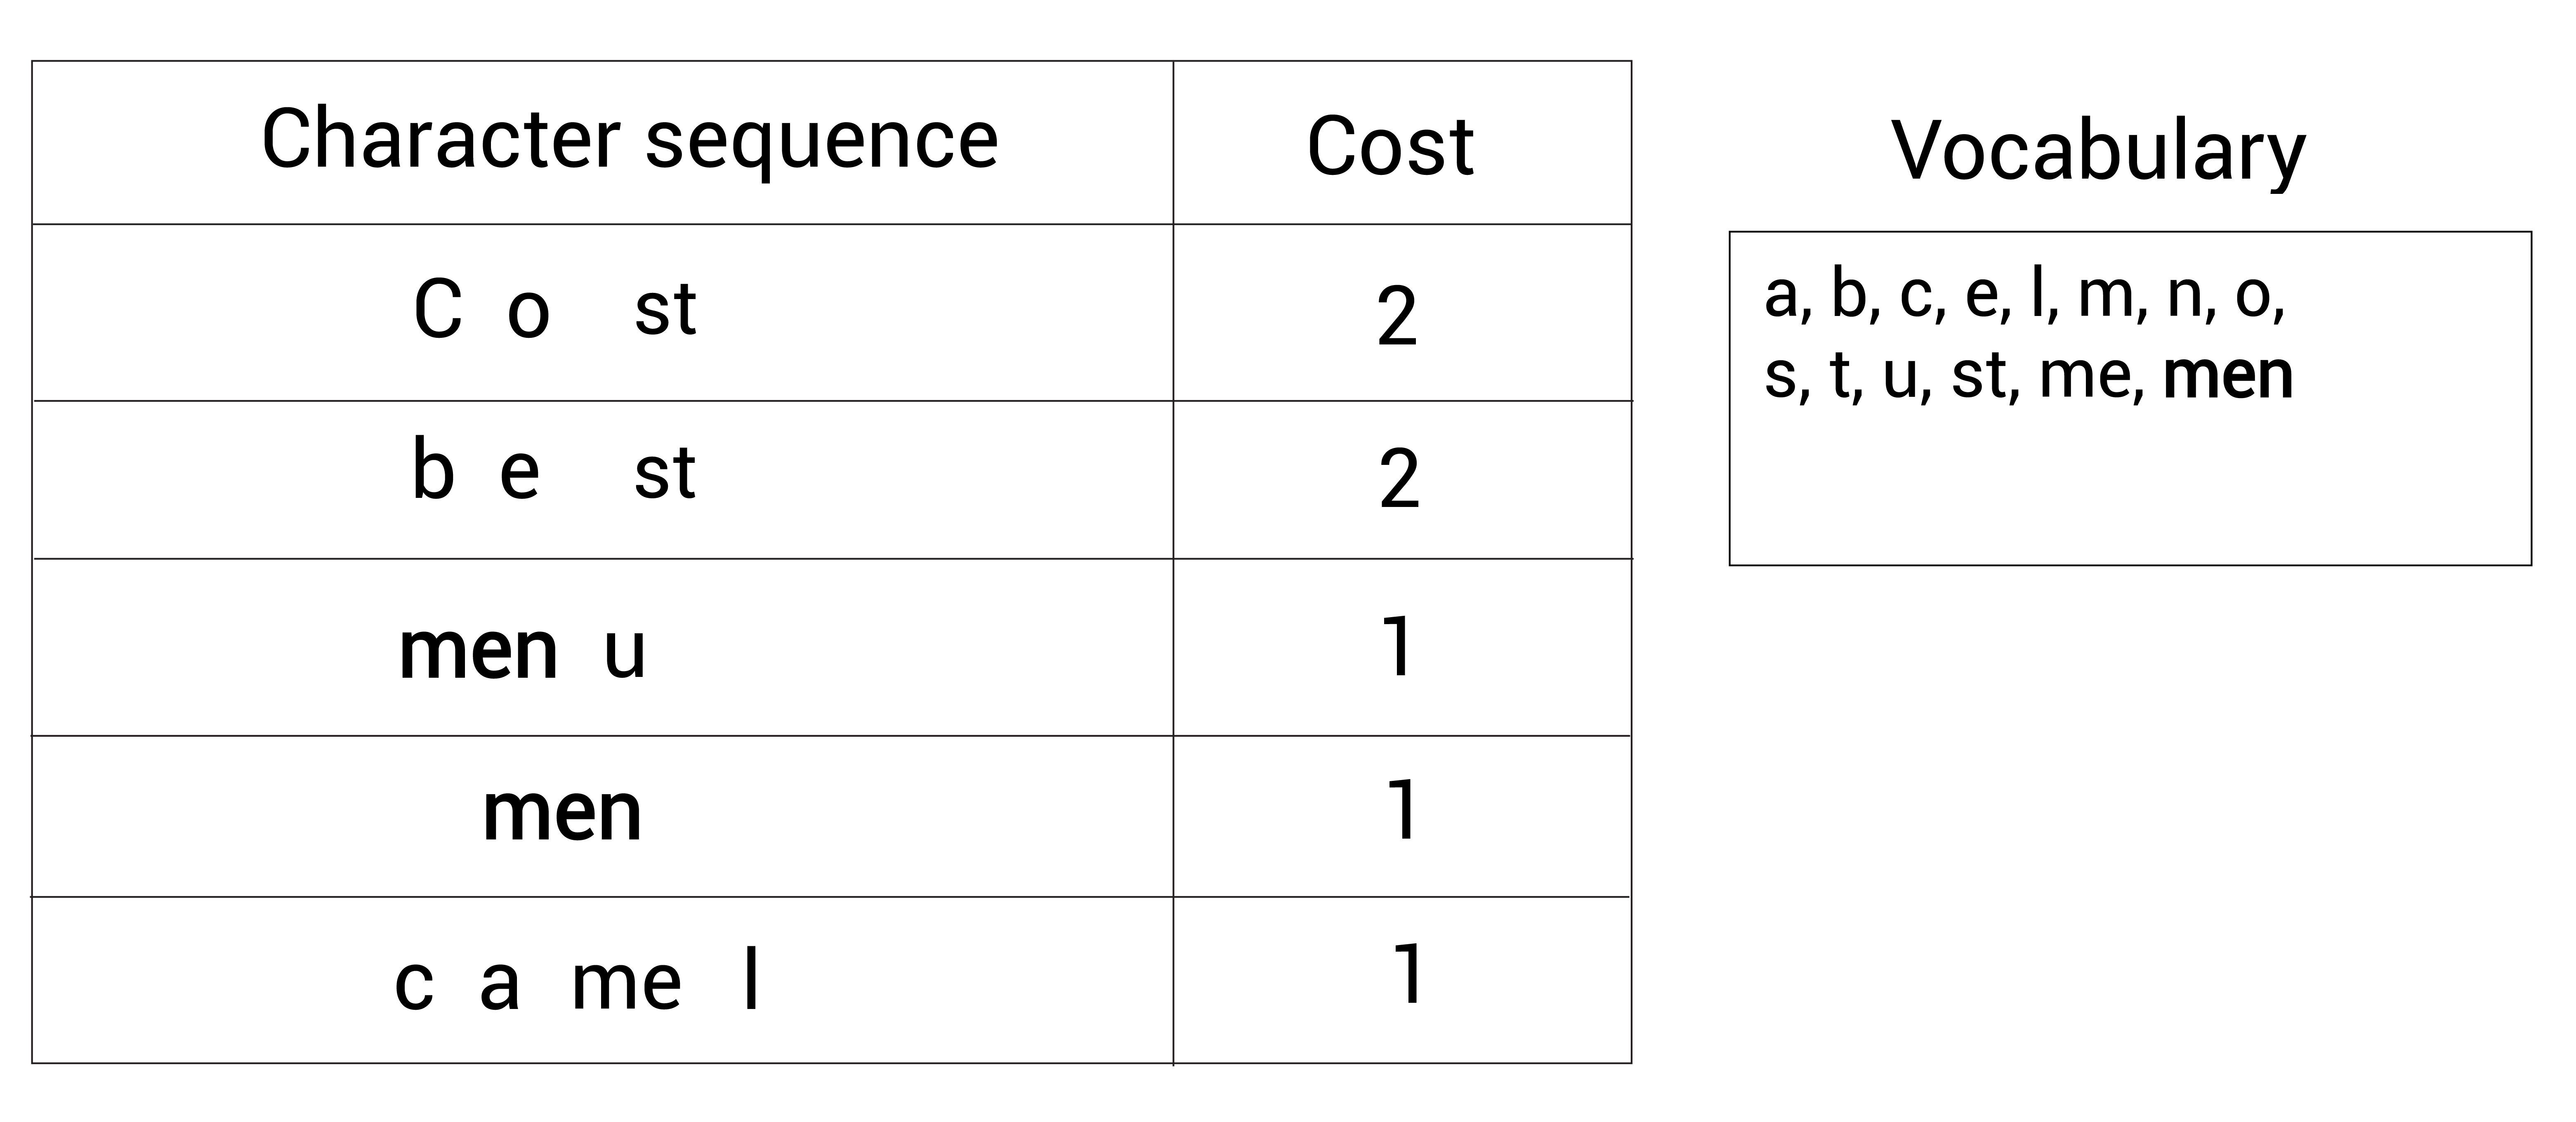 Character sequence Cost
C o st 2
b e st 2
men u 1
men 1
c a me l 1
Vocabulary
a, b, c, e, l, m, n, o,
s, t, u, st, me, men